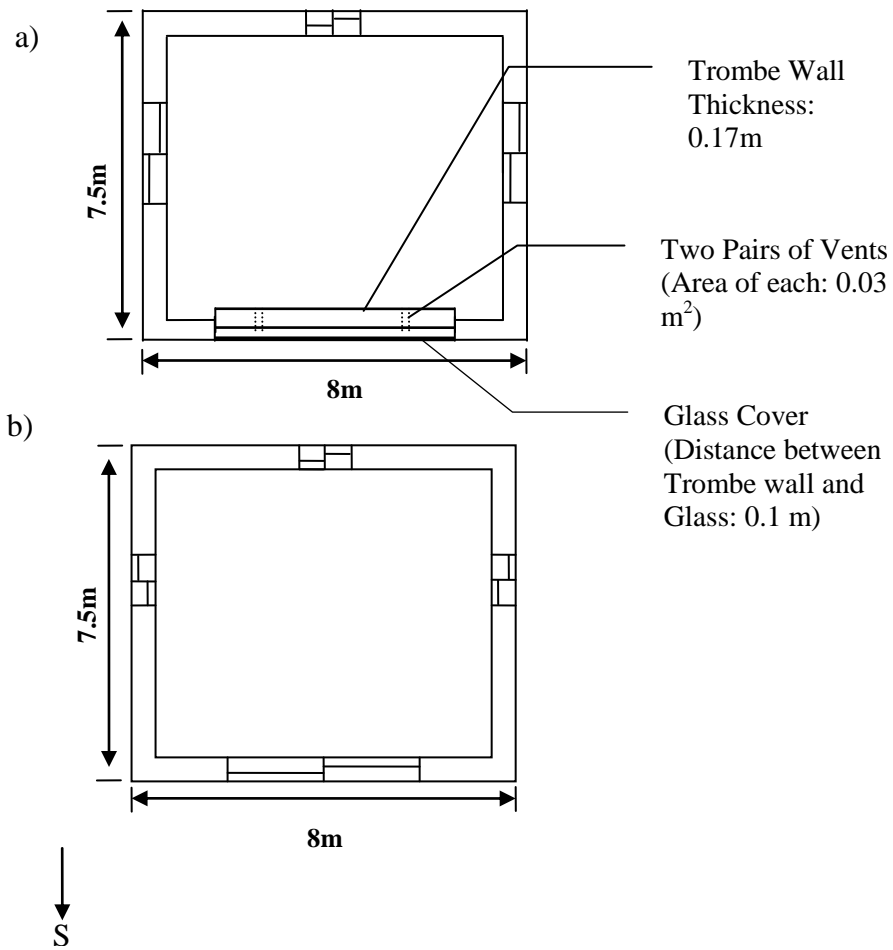 a)
Trombe Wall
Thickness:
0.17m
7.5m
Two Pairs of Vents
(Area of each: 0.03
m²)
8m
Glass Cover
(Distance between
Trombe wall and
Glass: 0.1 m)
b)
7.5m
8m
S